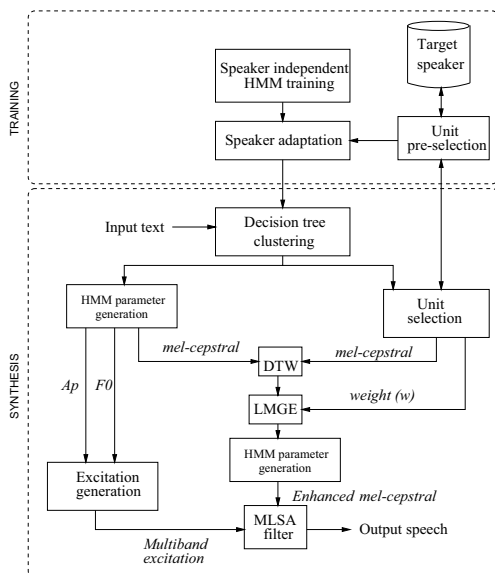 TRAINING
Speaker independent
HMM training
Target
speaker
Speaker adaptation
Unit
pre-selection
SYNTHESIS
Input text
Decision tree
clustering
HMM parameter
generation
Unit
selection
mel-cepstral
mel-cepstral
DTW
Ap
F0
weight (w)
LMGE
HMM parameter
generation
Excitation
generation
Enhanced mel-cepstral
MLSA
filter
Output speech
Multiband
excitation